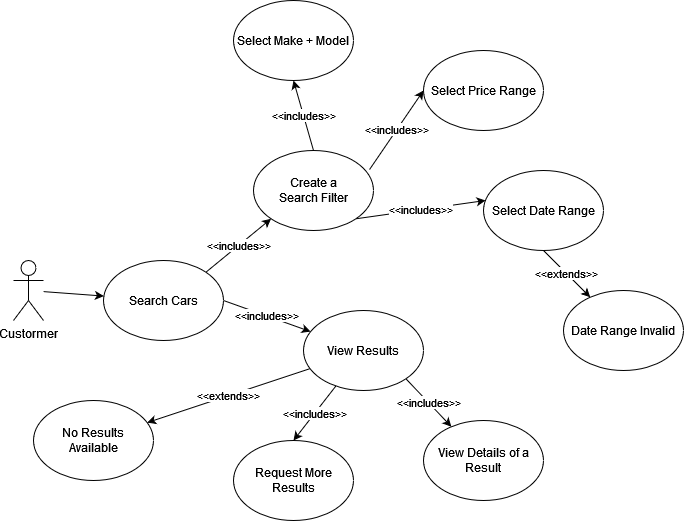 Select Make + Model
Select Price Range
<<includes>>
<<includes>>
Create a
Search Filter
<<includes>>
Select Date Range
<<includes>>
<<extends>>
Search Cars
Custormer
<<includes>>
Date Range Invalid
View Results
<<extends>>
<<includes>>
<<includes>>
No Results
Available
View Details of a
Result
Request More
Results